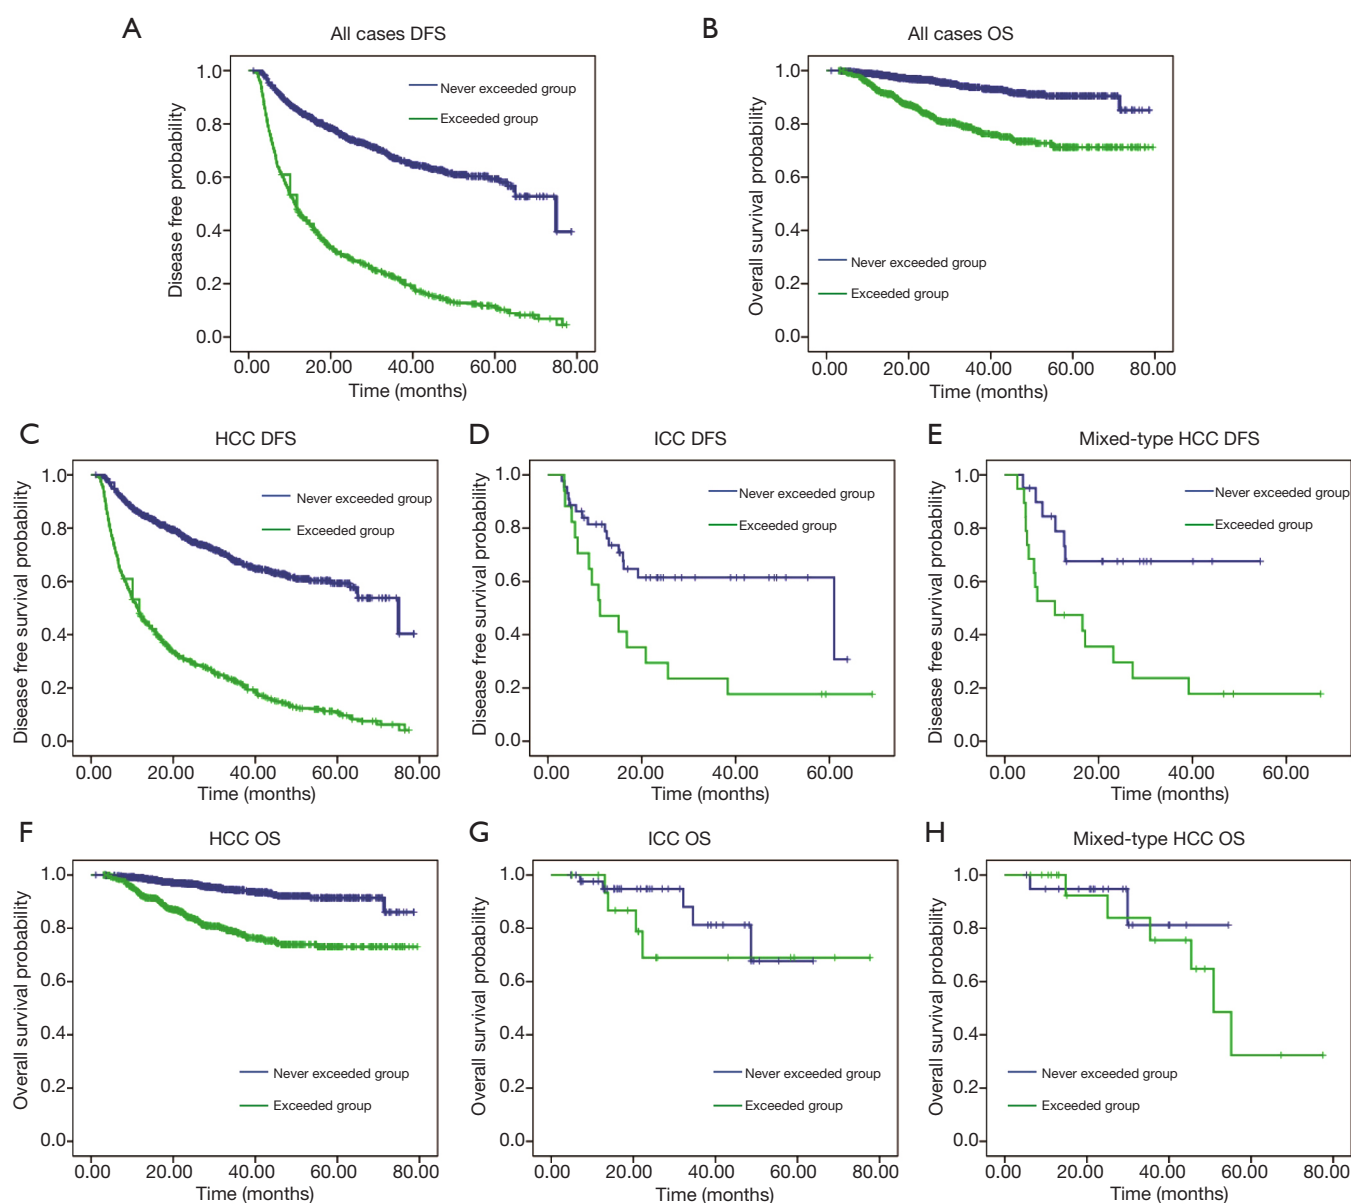 A
All cases DFS
Disease free probability
1.0
0.8
0.6
0.4
0.2
0.0
Never exceeded group
Exceeded group
0.00 20.00 40.00 60.00 80.00
Time (months)
B
All cases OS
Overall survival probability
1.0
0.8
0.6
0.4
0.2
0.0
Never exceeded group
Exceeded group
0.00 20.00 40.00 60.00 80.00
Time (months)
C
HCC DFS
Disease free survival probability
1.0
0.8
0.6
0.4
0.2
0.0
Never exceeded group
Exceeded group
0.00 20.00 40.00 60.00 80.00
Time (months)
D
ICC DFS
Disease free survival probability
1.0
0.8
0.6
0.4
0.2
0.0
Never exceeded group
Exceeded group
0.00 20.00 40.00 60.00
Time (months)
E
Mixed-type HCC DFS
Disease free survival probability
1.0
0.8
0.6
0.4
0.2
0.0
Never exceeded group
Exceeded group
0.00 20.00 40.00 60.00
Time (months)
F
HCC OS
Overall survival probability
1.0
0.8
0.6
0.4
0.2
0.0
Never exceeded group
Exceeded group
0.00 20.00 40.00 60.00 80.00
Time (months)
G
ICC OS
Overall survival probability
1.0
0.8
0.6
0.4
0.2
0.0
Never exceeded group
Exceeded group
0.00 20.00 40.00 60.00 80.00
Time (months)
H
Mixed-type HCC OS
Overall survival probability
1.0
0.8
0.6
0.4
0.2
0.0
Never exceeded group
Exceeded group
0.00 20.00 40.00 60.00 80.00
Time (months)